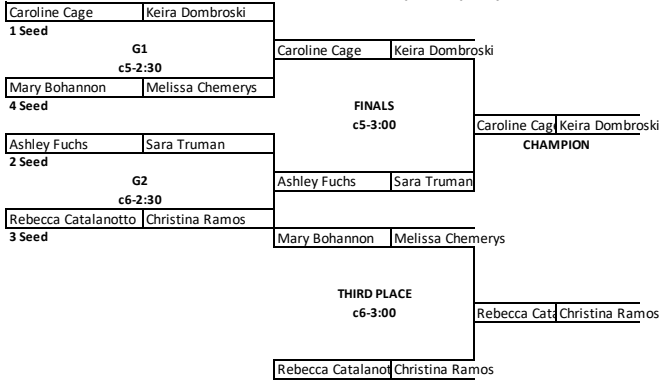 Caroline Cage Keira Dombroski
1 Seed
G1
Caroline Cage Keira Dombroski
c5-2:30
Mary Bohannon Melissa Chemerys
4 Seed
FINALS
c5-3:00
Caroline Cag Keira Dombroski
Ashley Fuchs Sara Truman
CHAMPION
2 Seed
G2
Ashley Fuchs Sara Truman
c6-2:30
Rebecca Catalanotto Christina Ramos
3 Seed
Mary Bohannon Melissa Chemerys
THIRD PLACE
c6-3:00
Rebecca Cata Christina Ramos
Rebecca Catalanot Christina Ramos